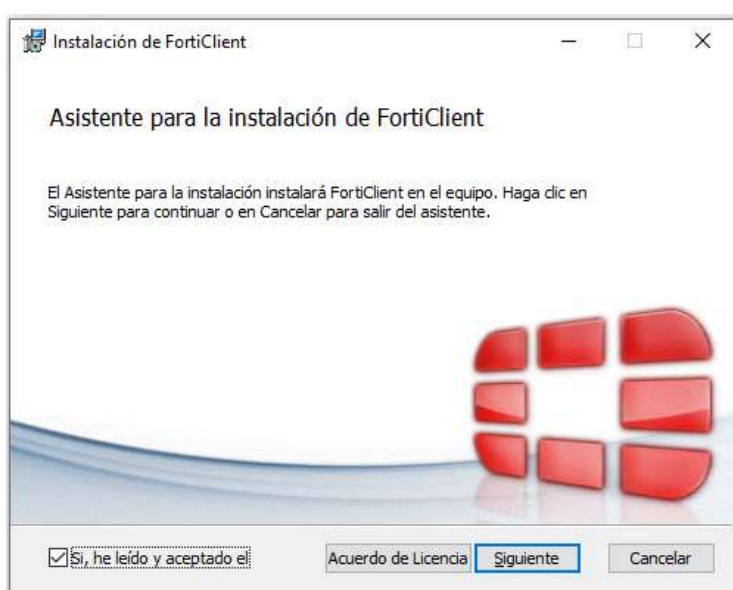 Instalación de FortiClient
Asistente para la instalación de FortiClient
El Asistente para la instalación instalará FortiClient en el equipo. Haga clic en
Siguiente para continuar o en Cancelar para salir del asistente.
Si, he leído y aceptado el
Acuerdo de Licencia
Siguiente
Cancelar